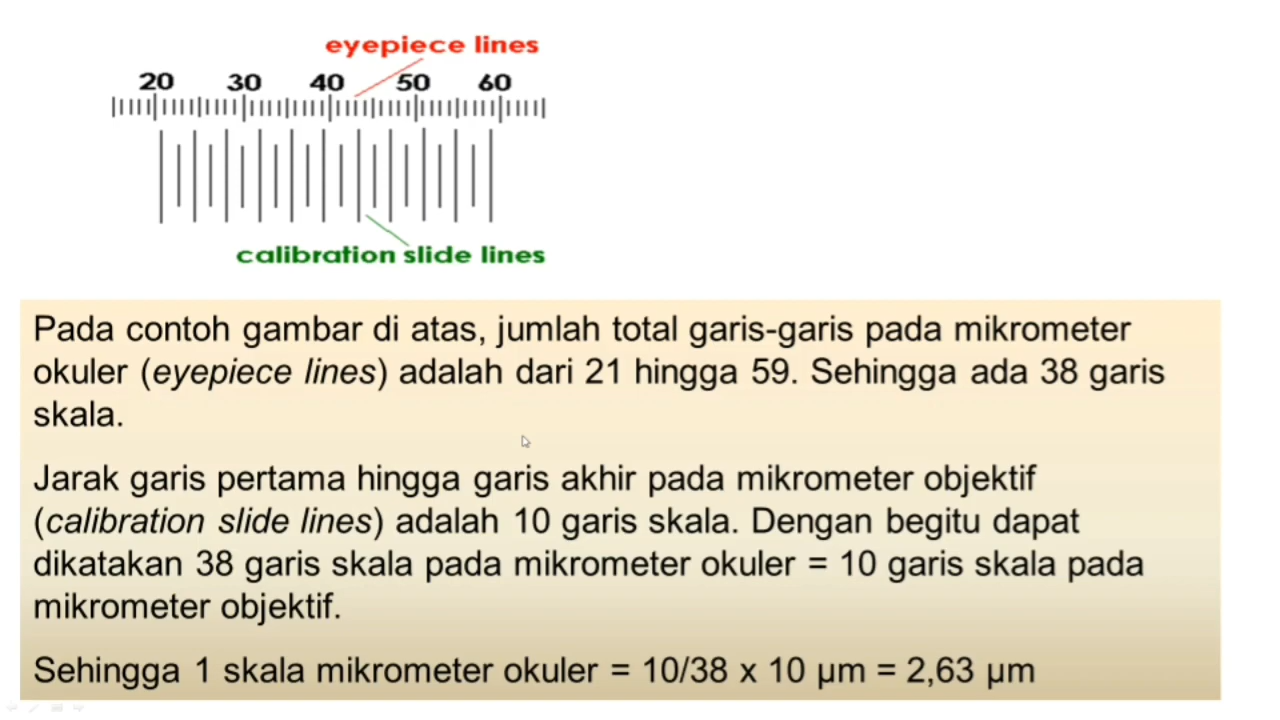 eyepiece lines
20 30 40 50 60
calibration slide lines
Pada contoh gambar di atas, jumlah total garis-garis pada mikrometer
okuler (eyepiece lines) adalah dari 21 hingga 59. Sehingga ada 38 garis
skala.
Jarak garis pertama hingga garis akhir pada mikrometer objektif
(calibration slide lines) adalah 10 garis skala. Dengan begitu dapat
dikatakan 38 garis skala pada mikrometer okuler = 10 garis skala pada
mikrometer objektif.
Sehingga 1 skala mikrometer okuler = 10/38 x 10 µm = 2,63 µm